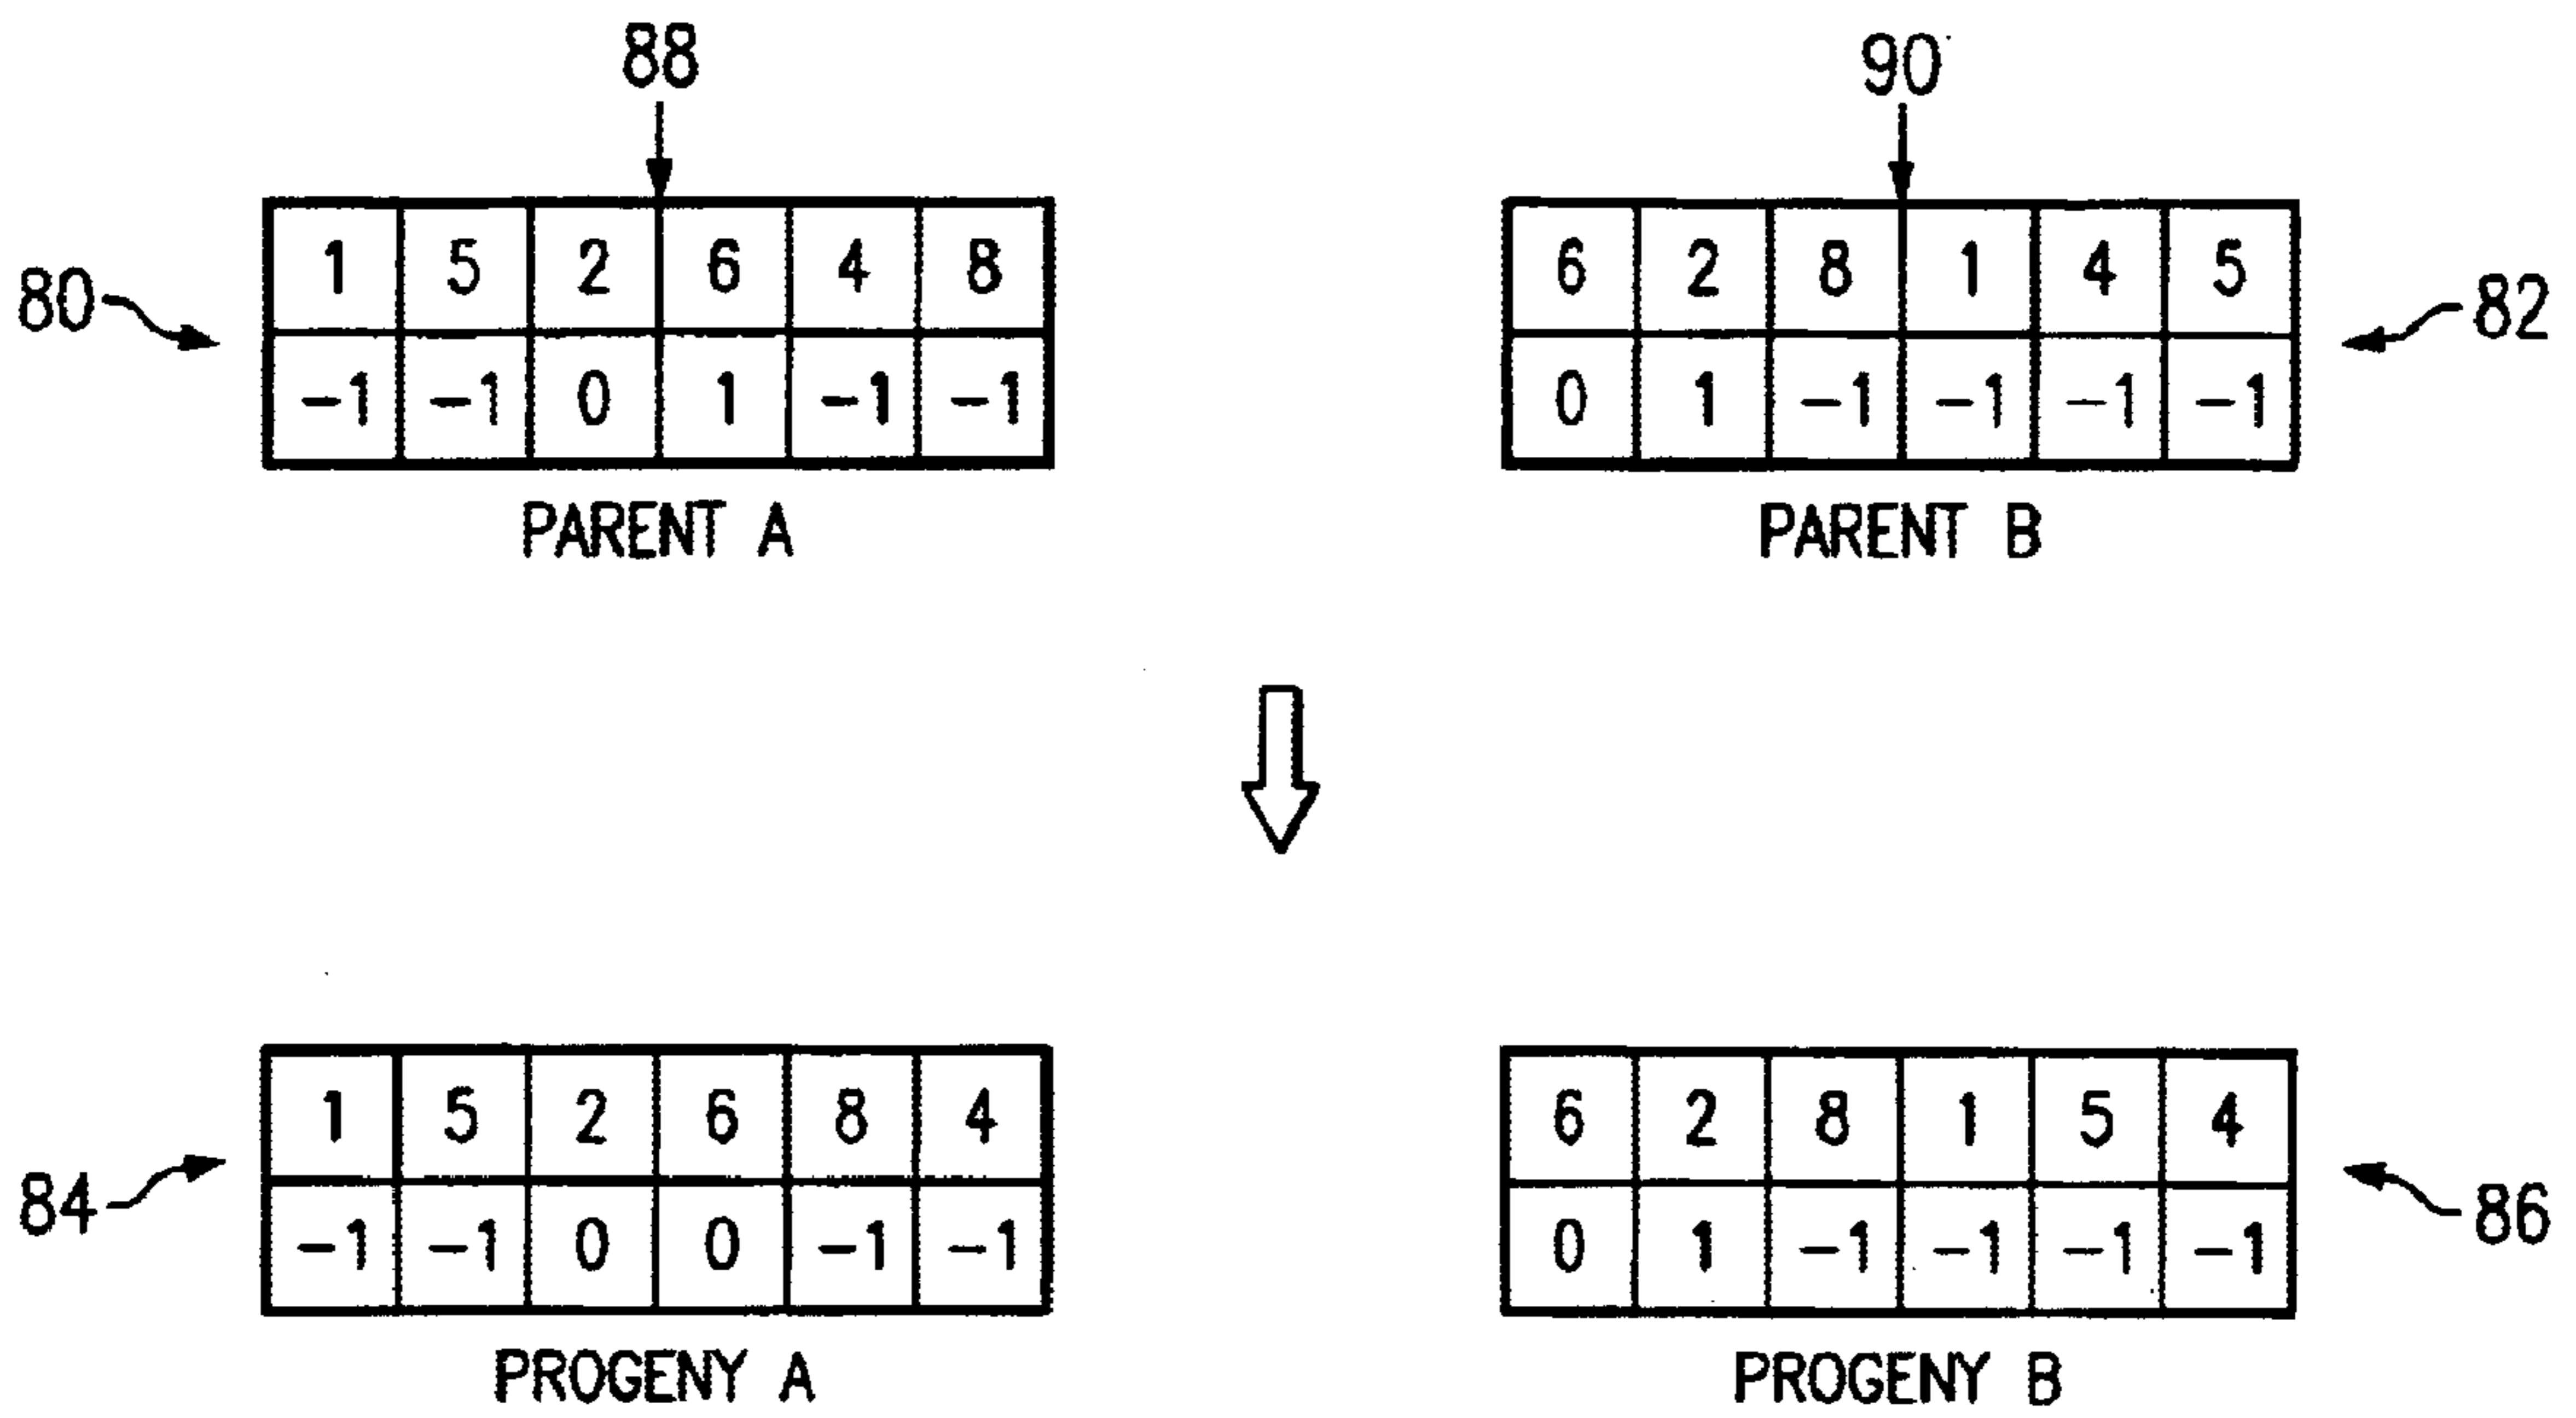 88 90
1 5 2 6 4 8 6 2 8 1 4 5
80 82
-1 -1 0 1 -1 -1 0 1 -1 -1 -1 -1
PARENT A PARENT B
1 5 2 6 8 4 6 2 8 1 5 4
84 86
-1 -1 0 0 -1 -1 0 1 -1 -1 -1 -1
PROGENY A PROGENY B